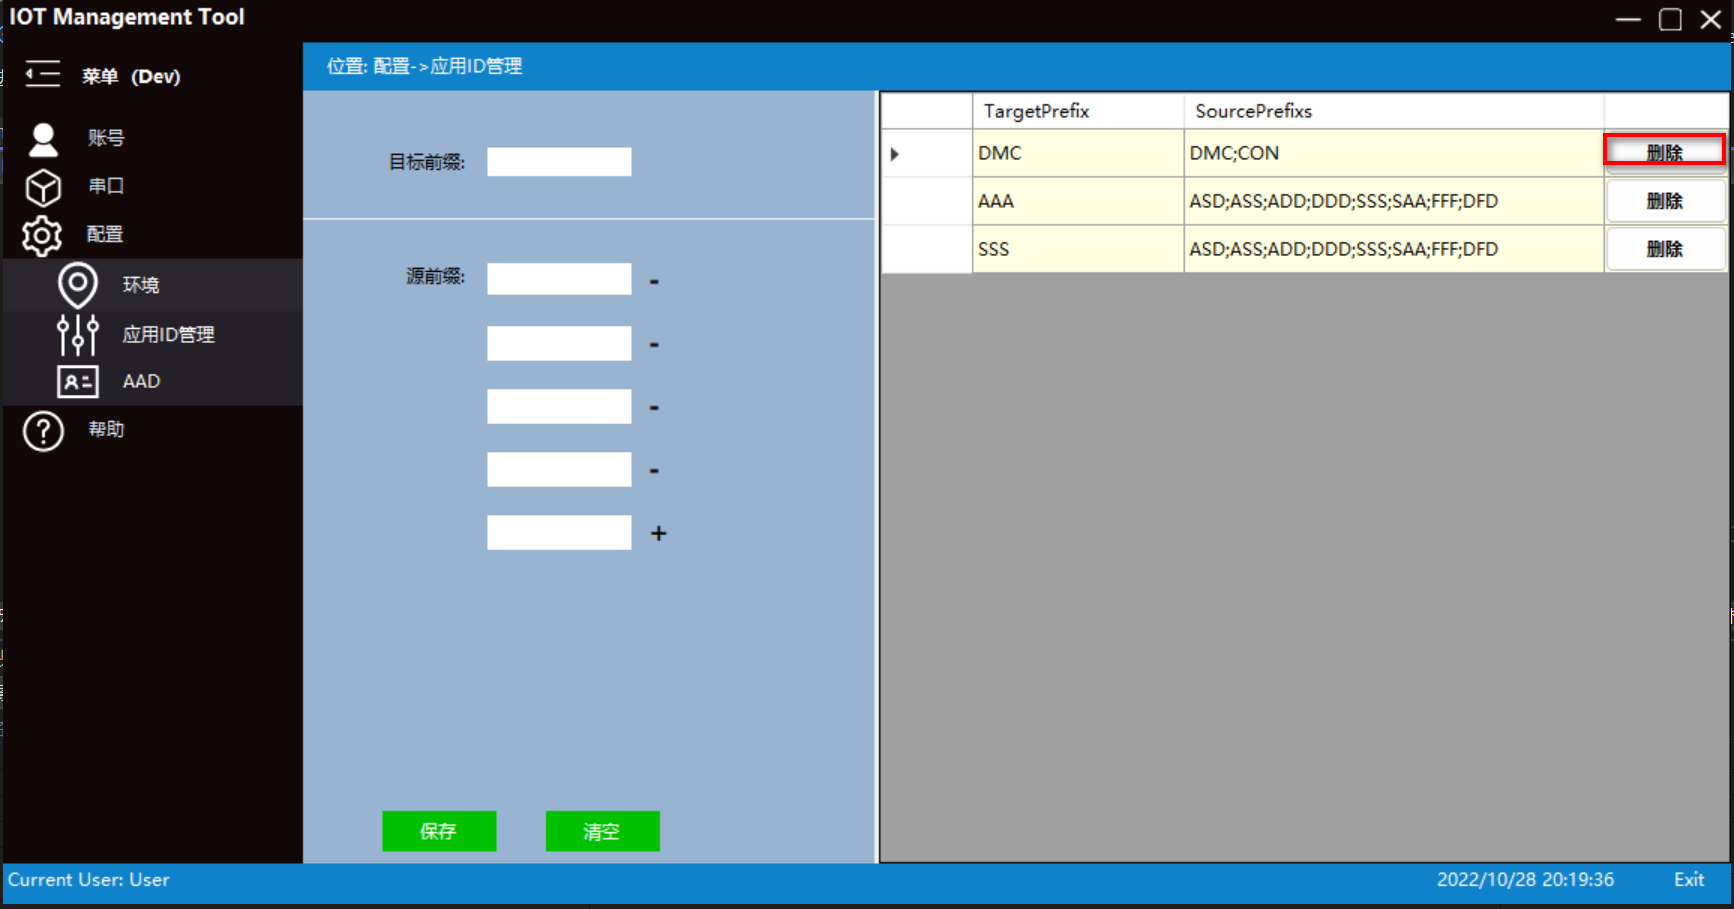 IOT Management Tool
菜单 (Dev)
账号
串口
配置
环境
应用ID管理
AAD
帮助
位置: 配置->应用ID管理
目标前缀:
源前缀: -
-
-
-
+
保存 清空
TargetPrefix SourcePrefixs
DMC DMC;CON 删除
AAA ASD;ASS;ADD;DDD;SSS;SAA;FFF;DFD 删除
SSS ASD;ASS;ADD;DDD;SSS;SAA;FFF;DFD 删除
Current User: User 2022/10/28 20:19:36 Exit